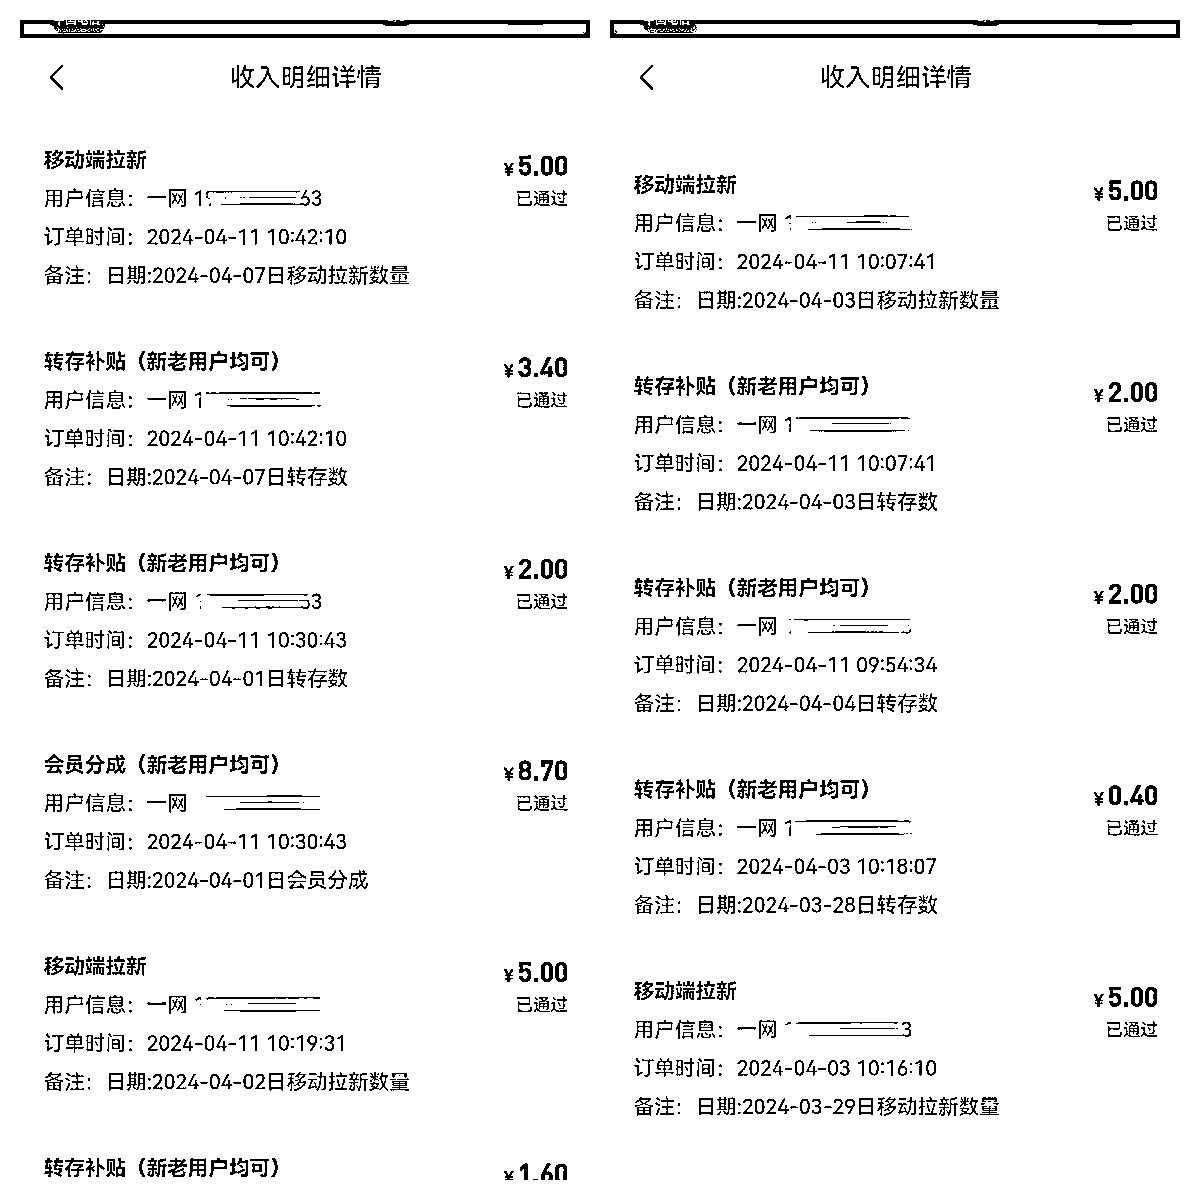 收入明细详情
移动端拉新
¥5.00
用户信息：一网 1 63
已通过
订单时间：2024-04-11 10:42:10
备注：日期:2024-04-07日移动拉新数量
转存补贴（新老用户均可）
¥3.40
用户信息：一网 1
已通过
订单时间：2024-04-11 10:42:10
备注：日期:2024-04-07日转存数
转存补贴（新老用户均可）
¥2.00
用户信息：一网 1 53
已通过
订单时间：2024-04-11 10:30:43
备注：日期:2024-04-01日转存数
会员分成（新老用户均可）
¥8.70
用户信息：一网
已通过
订单时间：2024-04-11 10:30:43
备注：日期:2024-04-01日会员分成
移动端拉新
¥5.00
用户信息：一网
已通过
订单时间：2024-04-11 10:19:31
备注：日期:2024-04-02日移动拉新数量
转存补贴（新老用户均可）
¥1.60
收入明细详情
移动端拉新
¥5.00
用户信息：一网 1
已通过
订单时间：2024-04-11 10:07:41
备注：日期:2024-04-03日移动拉新数量
转存补贴（新老用户均可）
¥2.00
用户信息：一网 1
已通过
订单时间：2024-04-11 10:07:41
备注：日期:2024-04-03日转存数
转存补贴（新老用户均可）
¥2.00
用户信息：一网
已通过
订单时间：2024-04-11 09:54:34
备注：日期:2024-04-04日转存数
转存补贴（新老用户均可）
¥0.40
用户信息：一网 1
已通过
订单时间：2024-04-03 10:18:07
备注：日期:2024-03-28日转存数
移动端拉新
¥5.00
用户信息：一网 3
已通过
订单时间：2024-04-03 10:16:10
备注：日期:2024-03-29日移动拉新数量